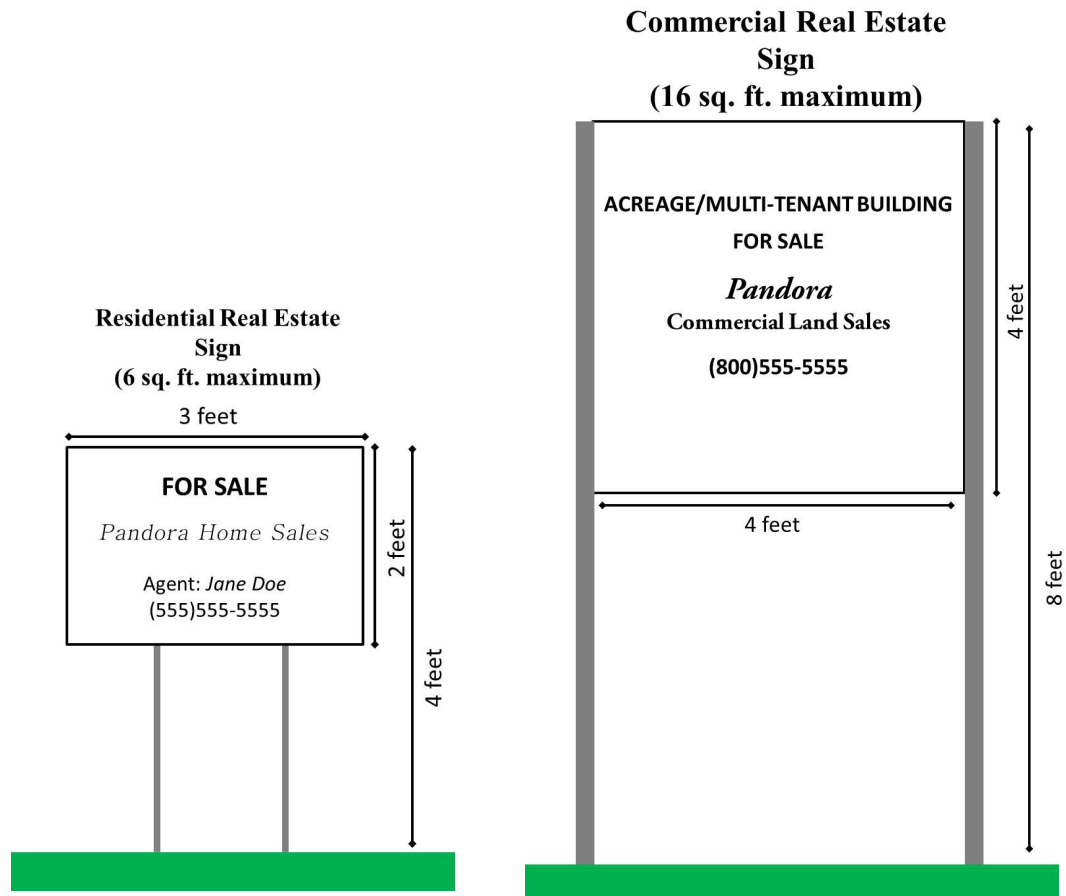 Residential Real Estate
Sign
(6 sq. ft. maximum)
3 feet
FOR SALE
Pandora Home Sales
Agent: Jane Doe
(555)555-5555
2 feet
4 feet
Commercial Real Estate
Sign
(16 sq. ft. maximum)
ACREAGE/MULTI-TENANT BUILDING
FOR SALE
Pandora
Commercial Land Sales
(800)555-5555
4 feet
4 feet
8 feet